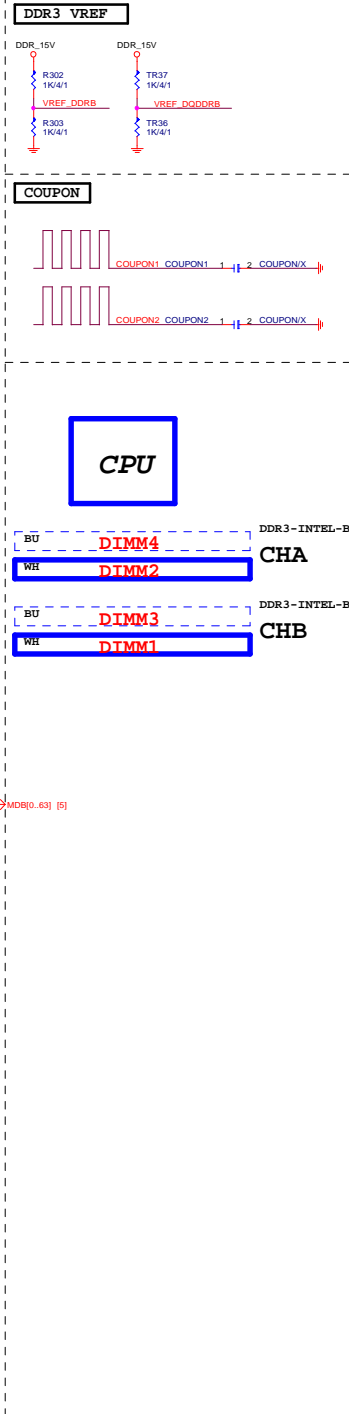 DDR3 VREF
DDR_15V DDR_15V
R302 TR37
1K/4/1 1K/4/1
VREF_DDRB VREF_DQDDRB
R303 TR36
1K/4/1 1K/4/1
COUPON
COUPON1 COUPON1 1 2 COUPON/X
COUPON2 COUPON2 1 2 COUPON/X
CPU
DDR3-INTEL-B
BU DIMM4
CHA
WH DIMM2
DDR3-INTEL-B
BU DIMM3
CHB
WH DIMM1
MDB[0..63] [5]